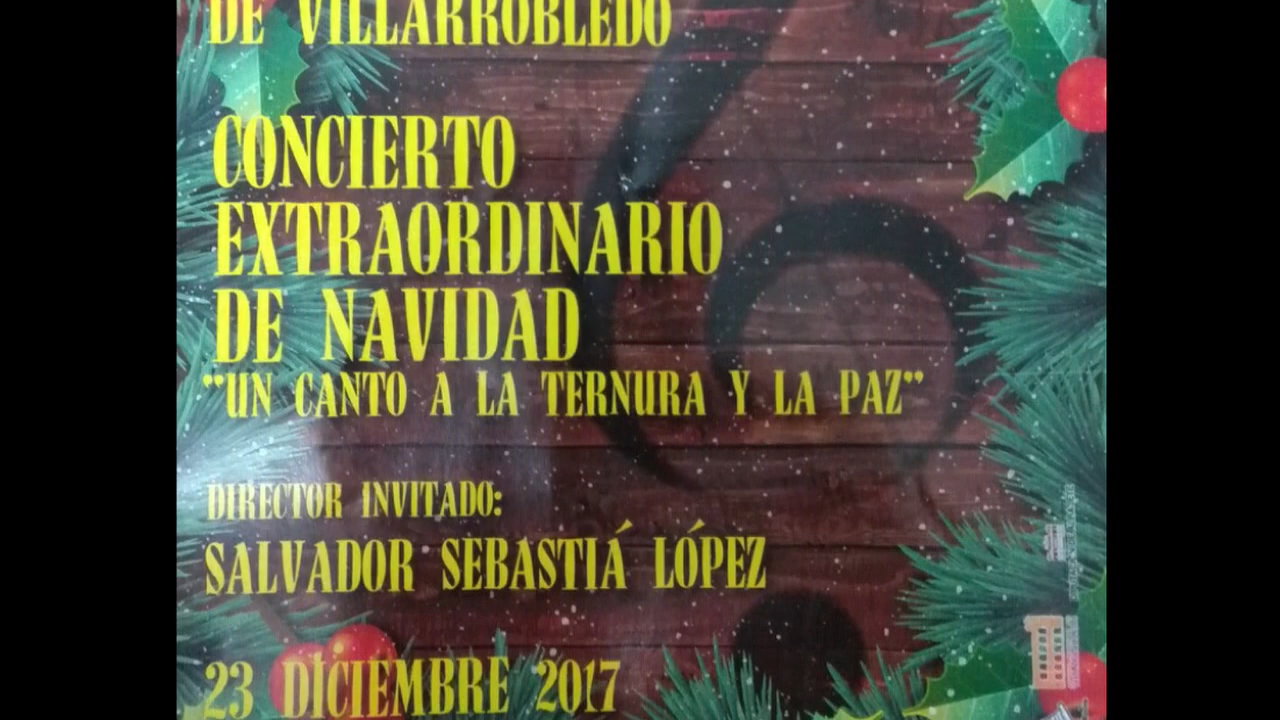 DE VILLARROBLEDO
CONCIERTO
EXTRAORDINARIO
DE NAVIDAD
"UN CANTO A LA TERNURA Y LA PAZ"
DIRECTOR INVITADO:
SALVADOR SEBASTIÁ LÓPEZ
23 DICIEMBRE 2017